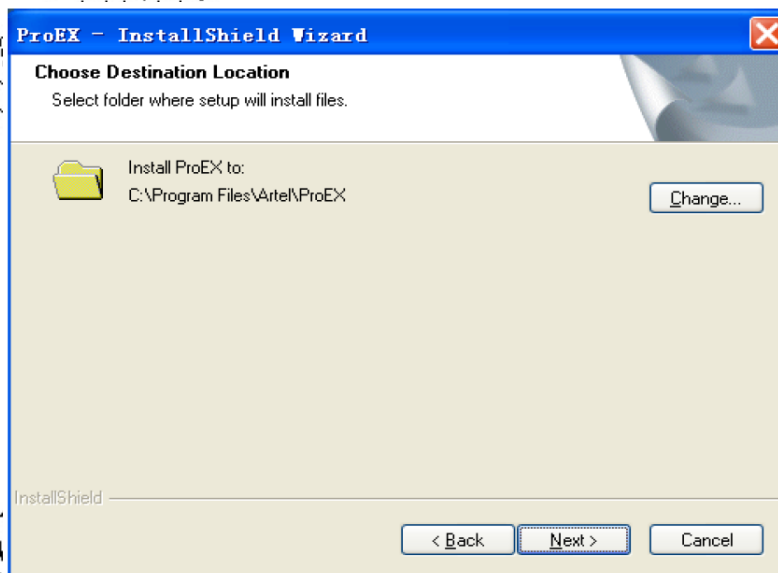 ProEX - InstallShield Wizard
Choose Destination Location
Select folder where setup will install files.
Install ProEX to:
C:\Program Files\Artel\ProEX
Change...
InstallShield
< Back
Next >
Cancel